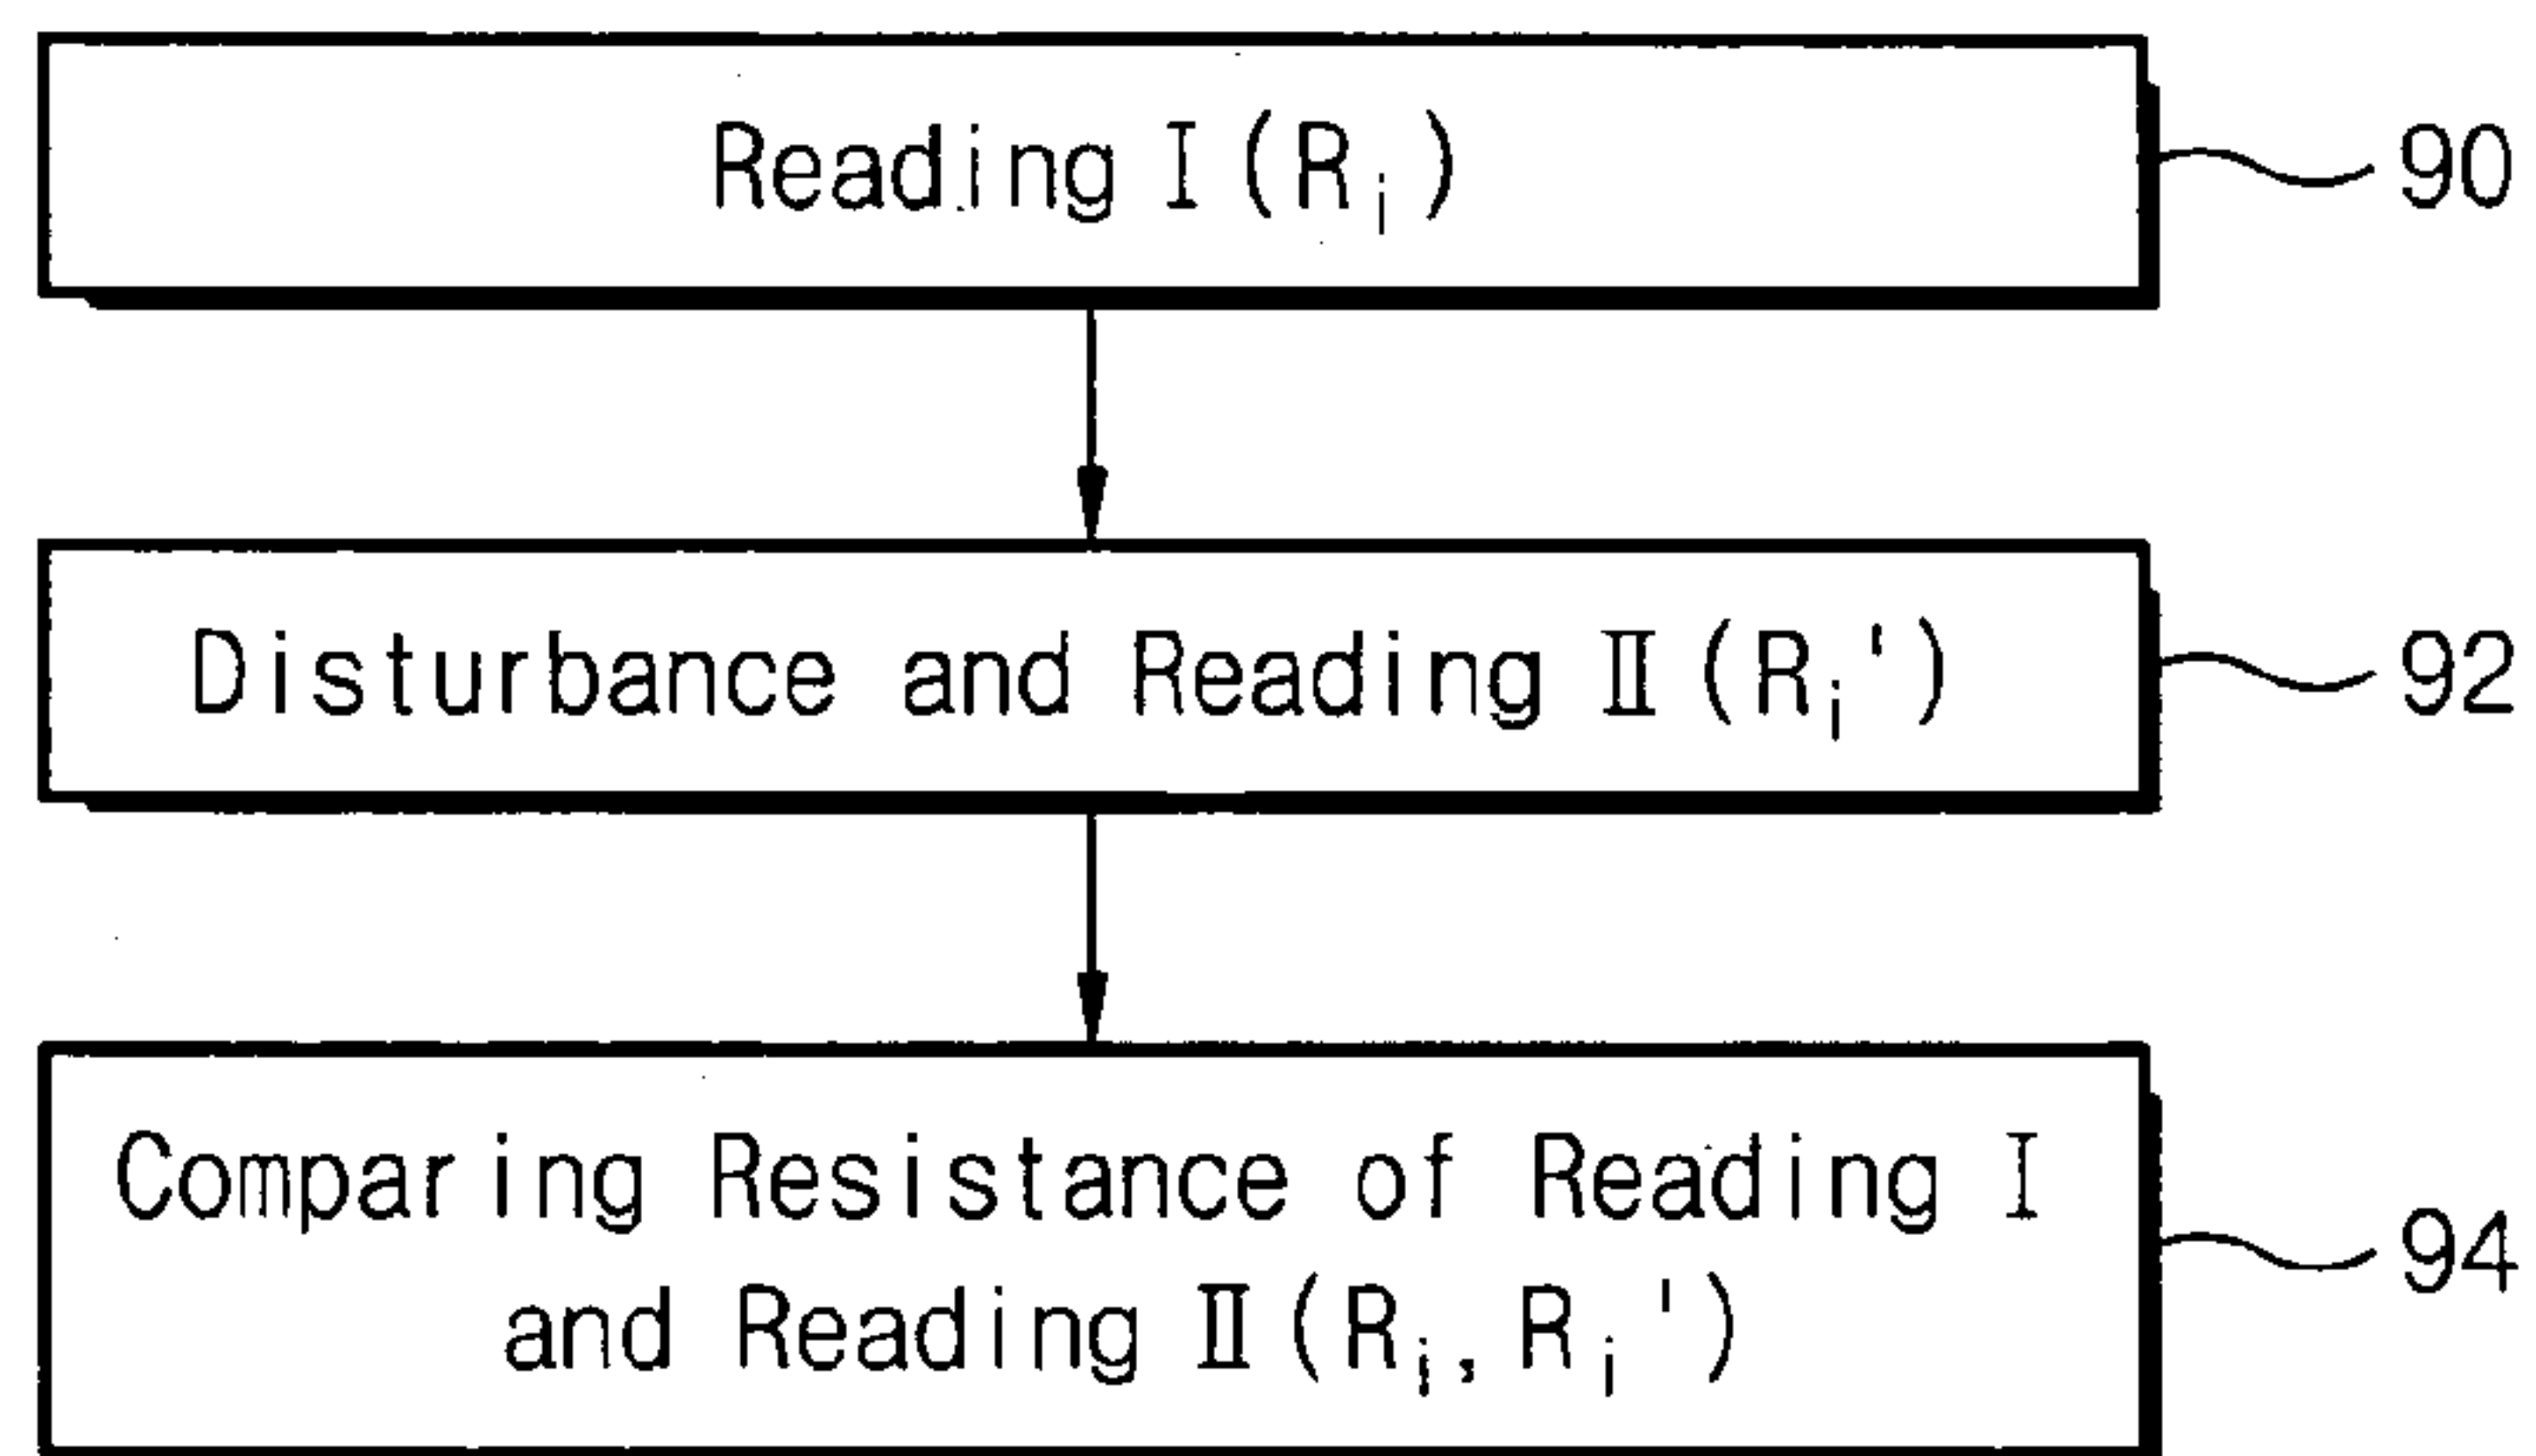 Reading I (Rᵢ)
90
Disturbance and Reading Ⅱ (Rᵢ')
92
Comparing Resistance of Reading I
and Reading Ⅱ (Rᵢ, Rᵢ')
94